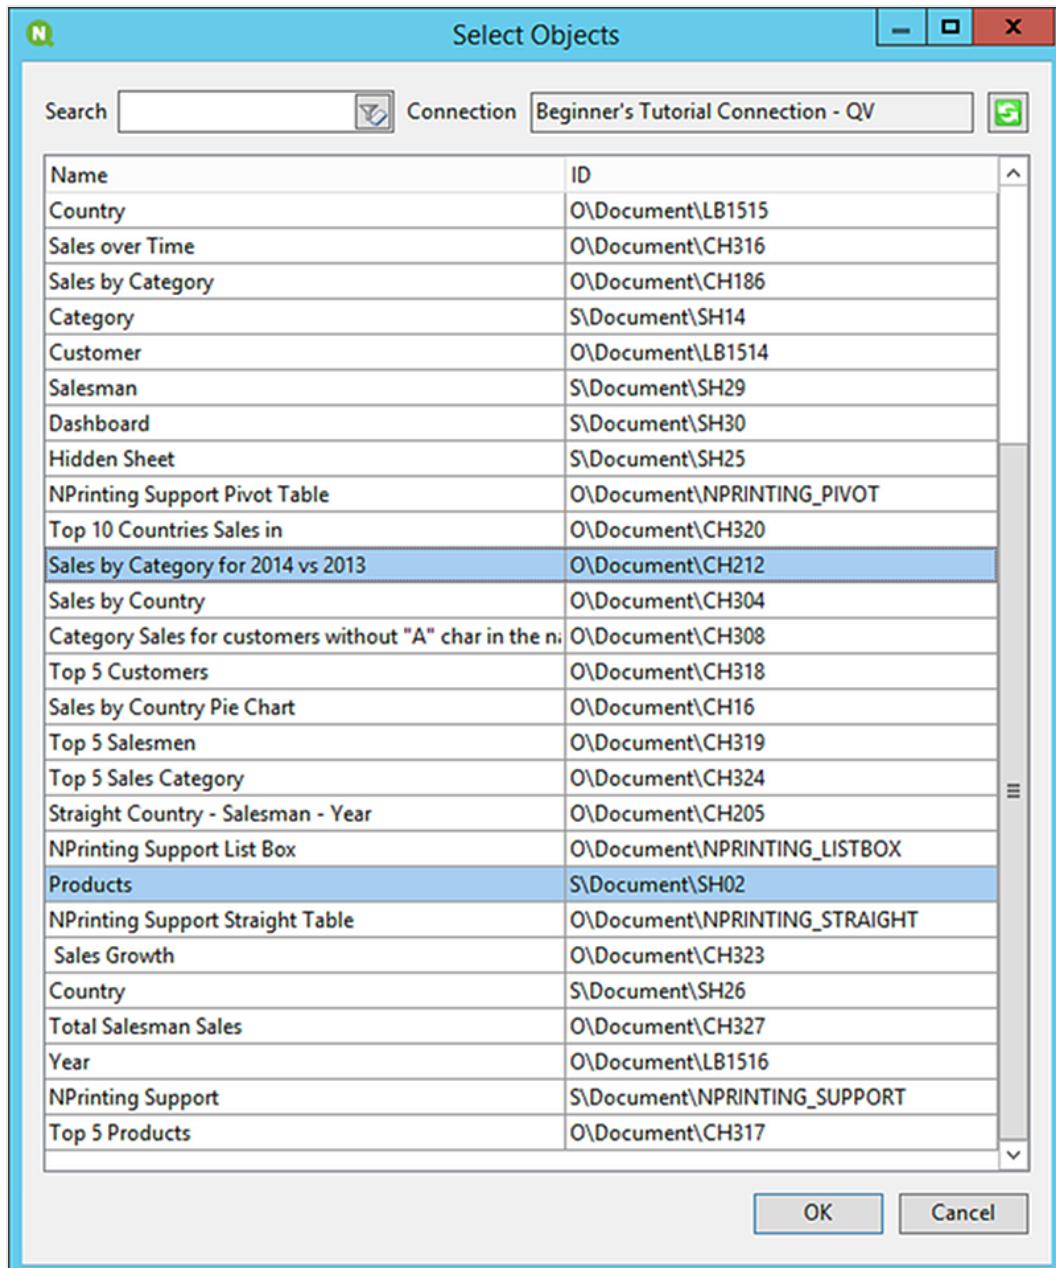 N
Select Objects
Search Connection Beginner's Tutorial Connection - QV
Name ID
Country O\Document\LB1515
Sales over Time O\Document\CH316
Sales by Category O\Document\CH186
Category S\Document\SH14
Customer O\Document\LB1514
Salesman S\Document\SH29
Dashboard S\Document\SH30
Hidden Sheet S\Document\SH25
NPrinting Support Pivot Table O\Document\NPRINTING_PIVOT
Top 10 Countries Sales in O\Document\CH320
Sales by Category for 2014 vs 2013 O\Document\CH212
Sales by Country O\Document\CH304
Category Sales for customers without "A" char in the na O\Document\CH308
Top 5 Customers O\Document\CH318
Sales by Country Pie Chart O\Document\CH16
Top 5 Salesmen O\Document\CH319
Top 5 Sales Category O\Document\CH324
Straight Country - Salesman - Year O\Document\CH205
NPrinting Support List Box O\Document\NPRINTING_LISTBOX
Products S\Document\SH02
NPrinting Support Straight Table O\Document\NPRINTING_STRAIGHT
Sales Growth O\Document\CH323
Country S\Document\SH26
Total Salesman Sales O\Document\CH327
Year O\Document\LB1516
NPrinting Support S\Document\NPRINTING_SUPPORT
Top 5 Products O\Document\CH317
OK Cancel